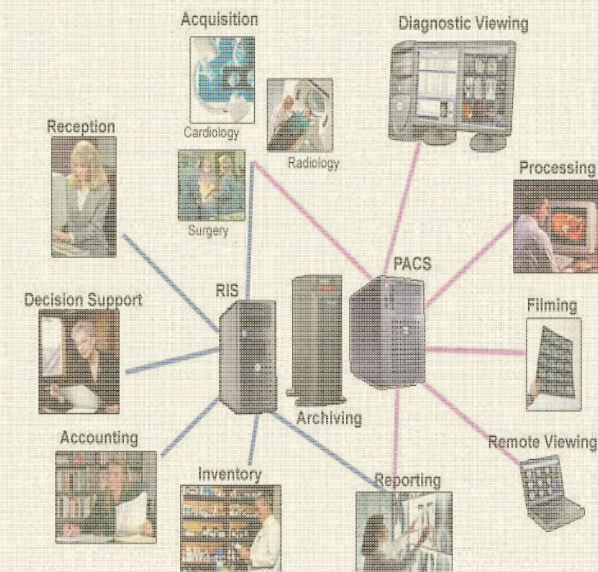 Acquisition
Diagnostic Viewing
Cardiology
Reception
Radiology
Processing
Surgery
PACS
RIS
Decision Support
Filming
Archiving
Accounting
Remote Viewing
Inventory
Reporting